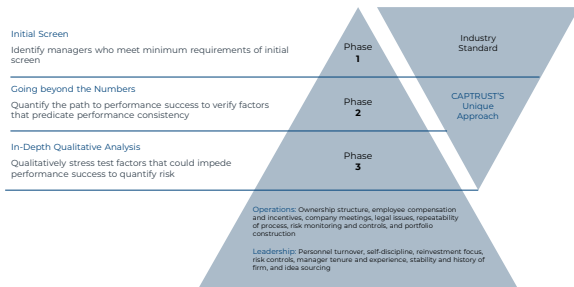 Initial Screen
Identify managers who meet minimum requirements of initial
screen
Phase
1
Industry
Standard
Going beyond the Numbers
Quantify the path to performance success to verify factors
that predicate performance consistency
Phase
2
CAPTRUST'S
Unique
Approach
In-Depth Qualitative Analysis
Qualitatively stress test factors that could impede
performance success to quantify risk
Phase
3
Operations: Ownership structure, employee compensation
and incentives, company meetings, legal issues, repeatability
of process, risk monitoring and controls, and portfolio
construction
Leadership: Personnel turnover, self-discipline, reinvestment focus,
risk controls, manager tenure and experience, stability and history of
firm, and idea sourcing